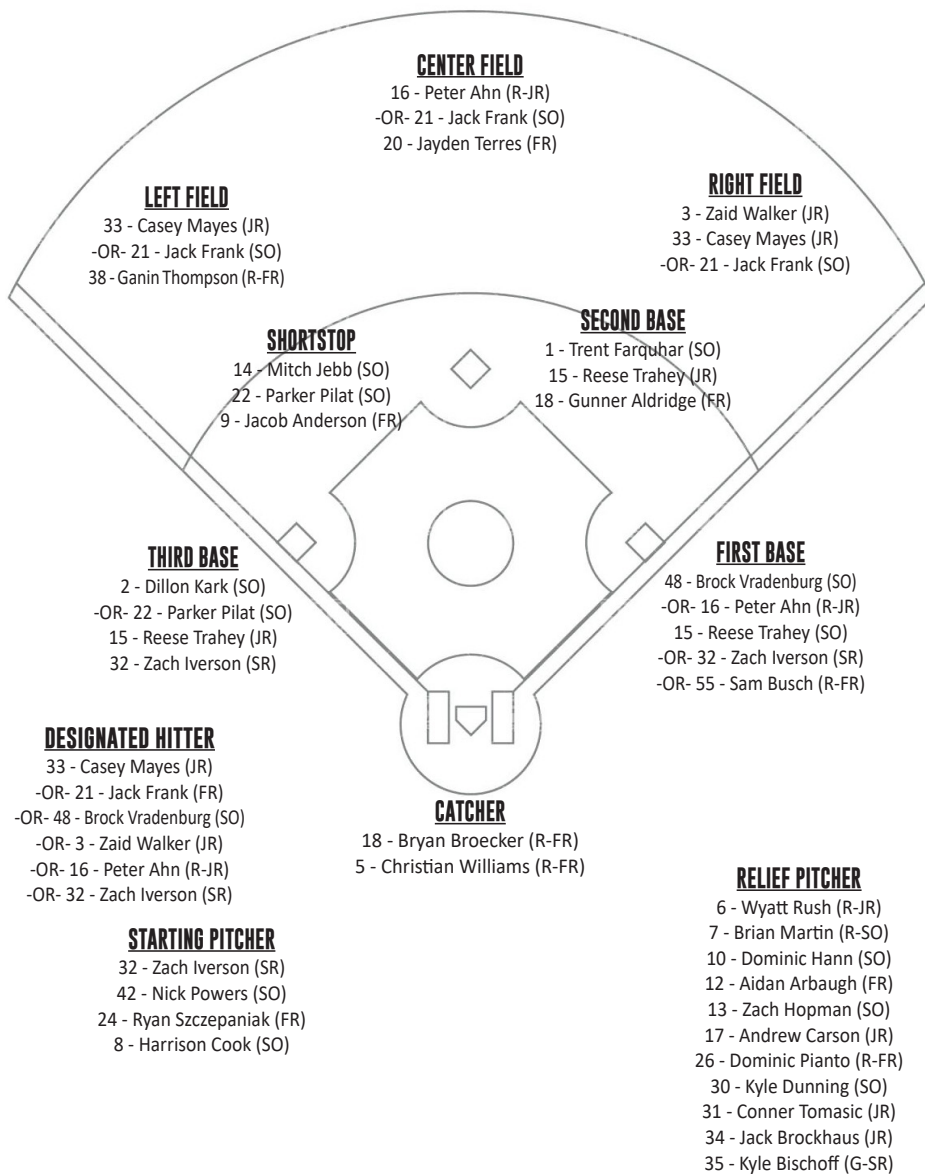 CENTER FIELD
16 - Peter Ahn (R-JR)
-OR- 21 - Jack Frank (SO)
20 - Jayden Terres (FR)
LEFT FIELD
33 - Casey Mayes (JR)
-OR- 21 - Jack Frank (SO)
38 - Ganin Thompson (R-FR)
RIGHT FIELD
3 - Zaid Walker (JR)
33 - Casey Mayes (JR)
-OR- 21 - Jack Frank (SO)
SHORTSTOP
14 - Mitch Jebb (SO)
22 - Parker Pilat (SO)
9 - Jacob Anderson (FR)
SECOND BASE
1 - Trent Farquhar (SO)
15 - Reese Trahey (JR)
18 - Gunner Aldridge (FR)
THIRD BASE
2 - Dillon Kark (SO)
-OR- 22 - Parker Pilat (SO)
15 - Reese Trahey (JR)
32 - Zach Iverson (SR)
FIRST BASE
48 - Brock Vradenburg (SO)
-OR- 16 - Peter Ahn (R-JR)
15 - Reese Trahey (SO)
-OR- 32 - Zach Iverson (SR)
-OR- 55 - Sam Busch (R-FR)
DESIGNATED HITTER
33 - Casey Mayes (JR)
-OR- 21 - Jack Frank (FR)
-OR- 48 - Brock Vradenburg (SO)
-OR- 3 - Zaid Walker (JR)
-OR- 16 - Peter Ahn (R-JR)
-OR- 32 - Zach Iverson (SR)
CATCHER
18 - Bryan Broecker (R-FR)
5 - Christian Williams (R-FR)
STARTING PITCHER
32 - Zach Iverson (SR)
42 - Nick Powers (SO)
24 - Ryan Szczepaniak (FR)
8 - Harrison Cook (SO)
RELIEF PITCHER
6 - Wyatt Rush (R-JR)
7 - Brian Martin (R-SO)
10 - Dominic Hann (SO)
12 - Aidan Arbaugh (FR)
13 - Zach Hopman (SO)
17 - Andrew Carson (JR)
26 - Dominic Pianto (R-FR)
30 - Kyle Dunning (SO)
31 - Conner Tomasic (JR)
34 - Jack Brockhaus (JR)
35 - Kyle Bischoff (G-SR)